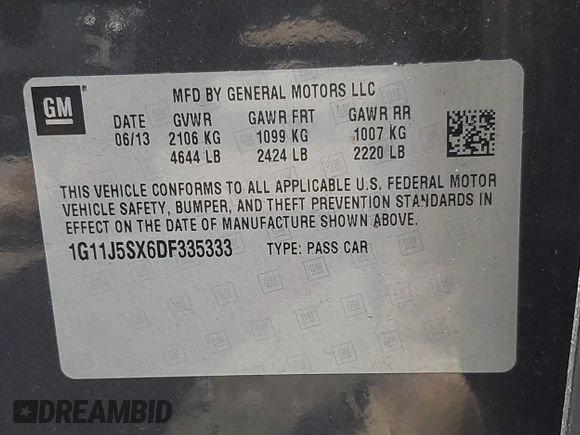 GM
MFD BY GENERAL MOTORS LLC
DATE GVWR GAWR FRT GAWR RR
06/13 2106 KG 1099 KG 1007 KG
4644 LB 2424 LB 2220 LB
THIS VEHICLE CONFORMS TO ALL APPLICABLE U.S. FEDERAL MOTOR
VEHICLE SAFETY, BUMPER, AND THEFT PREVENTION STANDARDS IN
EFFECT ON THE DATE OF MANUFACTURE SHOWN ABOVE.
1G11J5SX6DF335333 TYPE: PASS CAR
DREAMBID